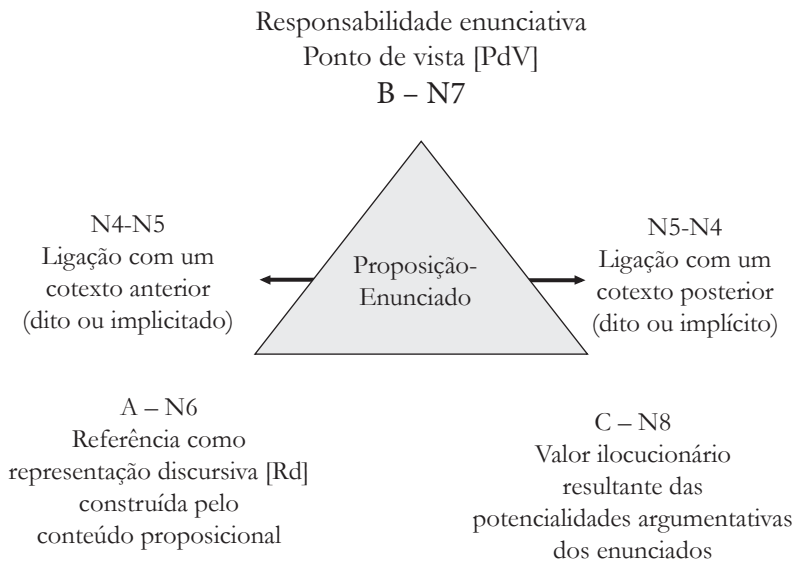 Responsabilidade enunciativa
Ponto de vista [PdV]
B – N7
N4-N5
Ligação com um
cotexto anterior
(dito ou implicitado)
Proposição-
Enunciado
N5-N4
Ligação com um
cotexto posterior
(dito ou implícito)
A – N6
Referência como
representação discursiva [Rd]
construída pelo
conteúdo proposicional
C – N8
Valor ilocucionário
resultante das
potencialidades argumentativas
dos enunciados